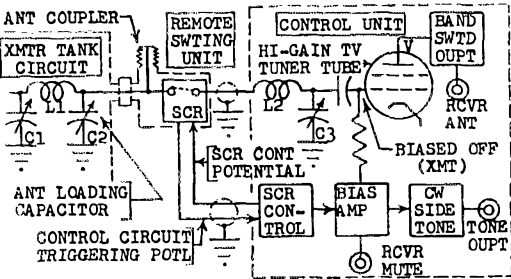 ANT COUPLER
REMOTE
SWTING
UNIT
CONTROL UNIT
BAND
SWTD
OUPT
XMTR TANK
CIRCUIT
HI-GAIN TV
TUNER TUBE
V
L1
SCR
L2
RCVR
ANT
C1
C2
C3
BIASED OFF
(XMT)
SCR CONT
POTENTIAL
ANT LOADING
CAPACITOR
SCR
CON-
TROL
BIAS
AMP
CW
SIDE
TONE
TONE
OUPT
CONTROL CIRCUIT
TRIGGERING POTL
RCVR
MUTE